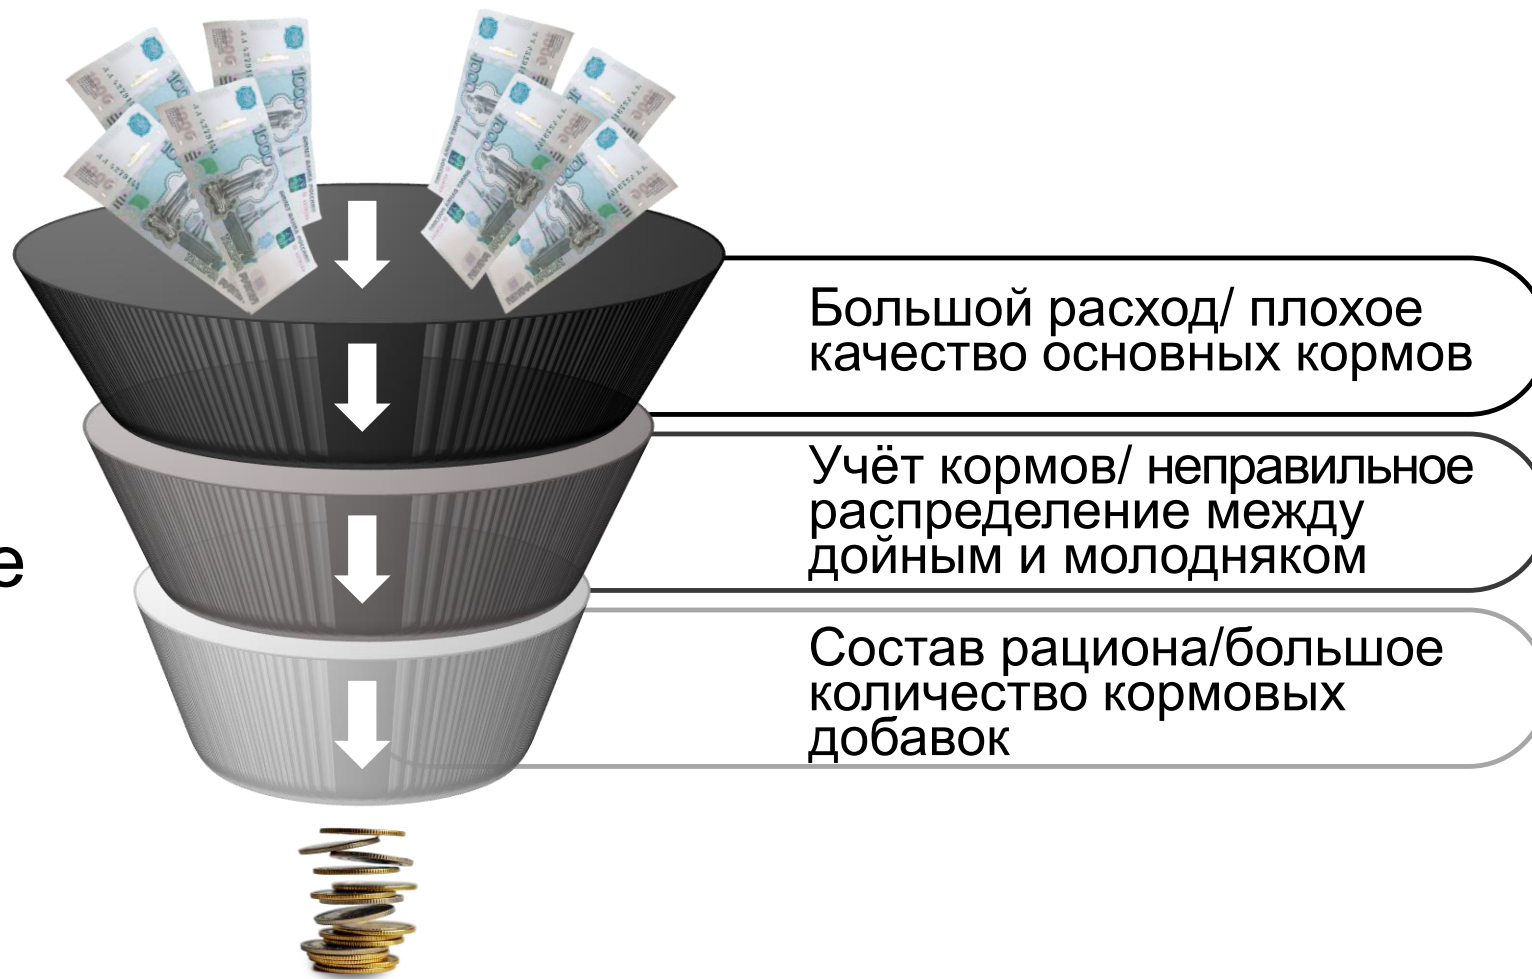 Большой расход/ плохое
качество основных кормов
Учёт кормов/ неправильное
распределение между
дойным и молодняком
е
Состав рациона/большое
количество кормовых
добавок